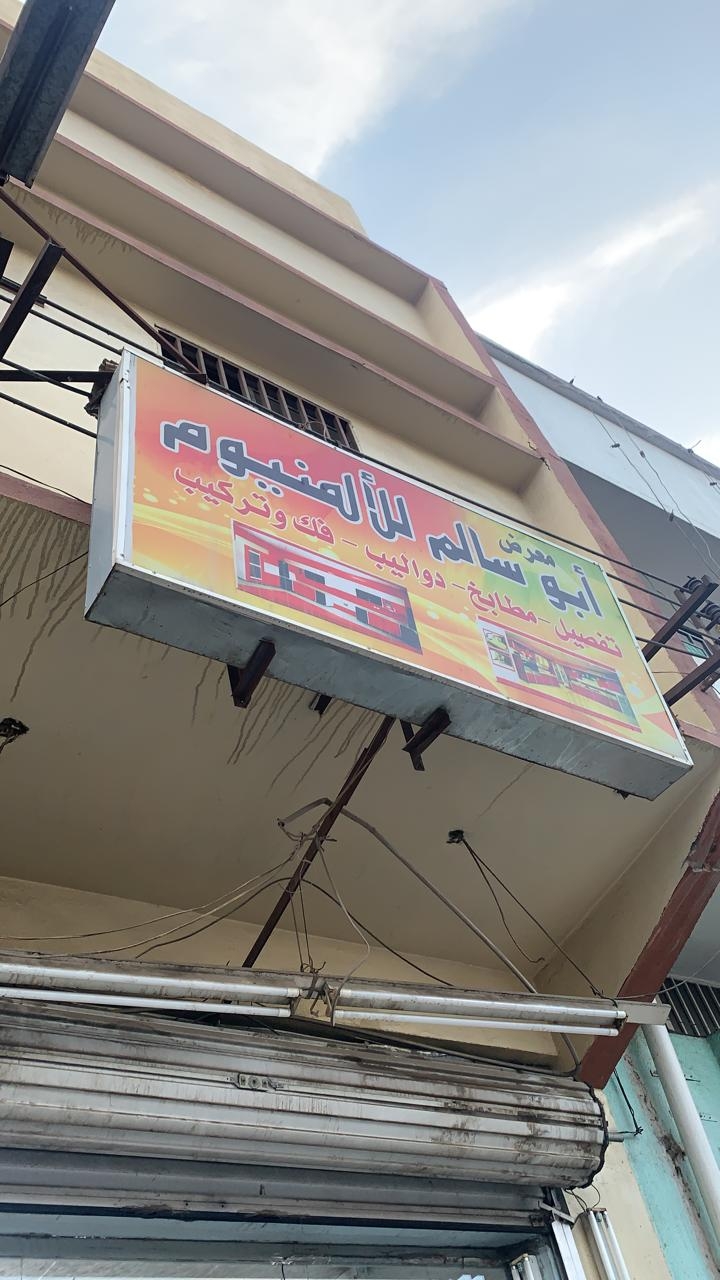 معرض
أبو سالم للألمنيوم
تفصيل - مطابخ - دواليب - فك وتركيب